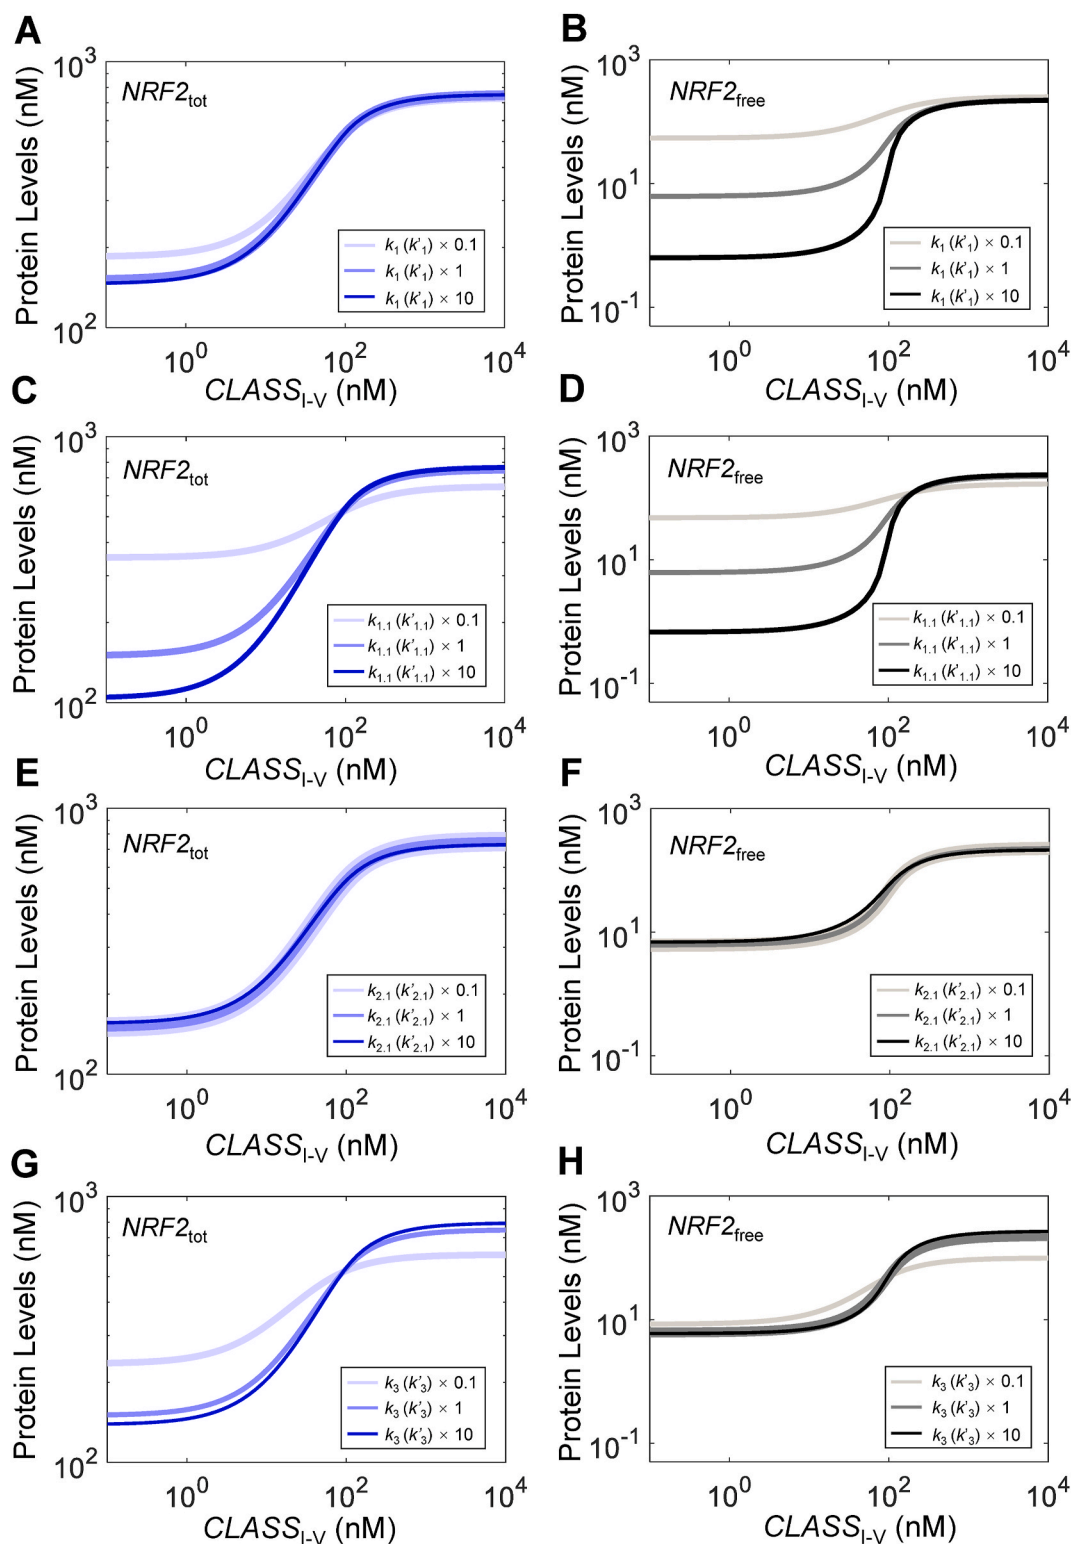 A
Protein Levels (nM)
10³
10²
NRF2tot
k₁ (k'₁) × 0.1
k₁ (k'₁) × 1
k₁ (k'₁) × 10
10⁰ 10² 10⁴
CLASS_I-V (nM)
B
Protein Levels (nM)
10³
10¹
10⁻¹
NRF2free
k₁ (k'₁) × 0.1
k₁ (k'₁) × 1
k₁ (k'₁) × 10
10⁰ 10² 10⁴
CLASS_I-V (nM)
C
Protein Levels (nM)
10³
10²
NRF2tot
k₁.₁ (k'₁.₁) × 0.1
k₁.₁ (k'₁.₁) × 1
k₁.₁ (k'₁.₁) × 10
10⁰ 10² 10⁴
CLASS_I-V (nM)
D
Protein Levels (nM)
10³
10¹
10⁻¹
NRF2free
k₁.₁ (k'₁.₁) × 0.1
k₁.₁ (k'₁.₁) × 1
k₁.₁ (k'₁.₁) × 10
10⁰ 10² 10⁴
CLASS_I-V (nM)
E
Protein Levels (nM)
10³
10²
NRF2tot
k₂.₁ (k'₂.₁) × 0.1
k₂.₁ (k'₂.₁) × 1
k₂.₁ (k'₂.₁) × 10
10⁰ 10² 10⁴
CLASS_I-V (nM)
F
Protein Levels (nM)
10³
10¹
10⁻¹
NRF2free
k₂.₁ (k'₂.₁) × 0.1
k₂.₁ (k'₂.₁) × 1
k₂.₁ (k'₂.₁) × 10
10⁰ 10² 10⁴
CLASS_I-V (nM)
G
Protein Levels (nM)
10³
10²
NRF2tot
k₃ (k'₃) × 0.1
k₃ (k'₃) × 1
k₃ (k'₃) × 10
10⁰ 10² 10⁴
CLASS_I-V (nM)
H
Protein Levels (nM)
10³
10¹
10⁻¹
NRF2free
k₃ (k'₃) × 0.1
k₃ (k'₃) × 1
k₃ (k'₃) × 10
10⁰ 10² 10⁴
CLASS_I-V (nM)